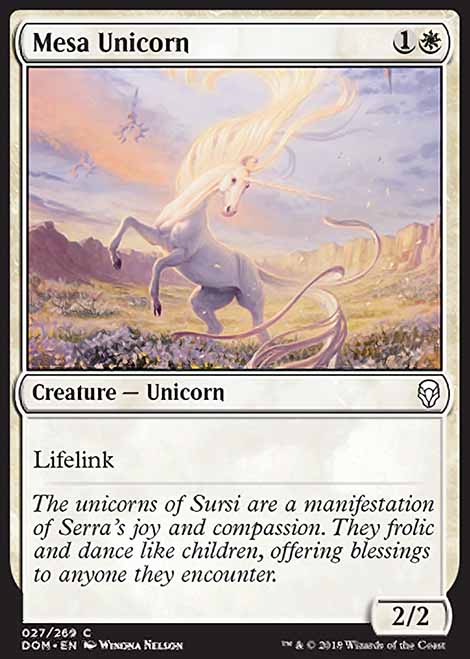 Mesa Unicorn 1
Creature — Unicorn
Lifelink
The unicorns of Sursi are a manifestation
of Serra's joy and compassion. They frolic
and dance like children, offering blessings
to anyone they encounter.
2/2
027/269 C
DOM • EN Winona Nelson
™ & © 2018 Wizards of the Coast